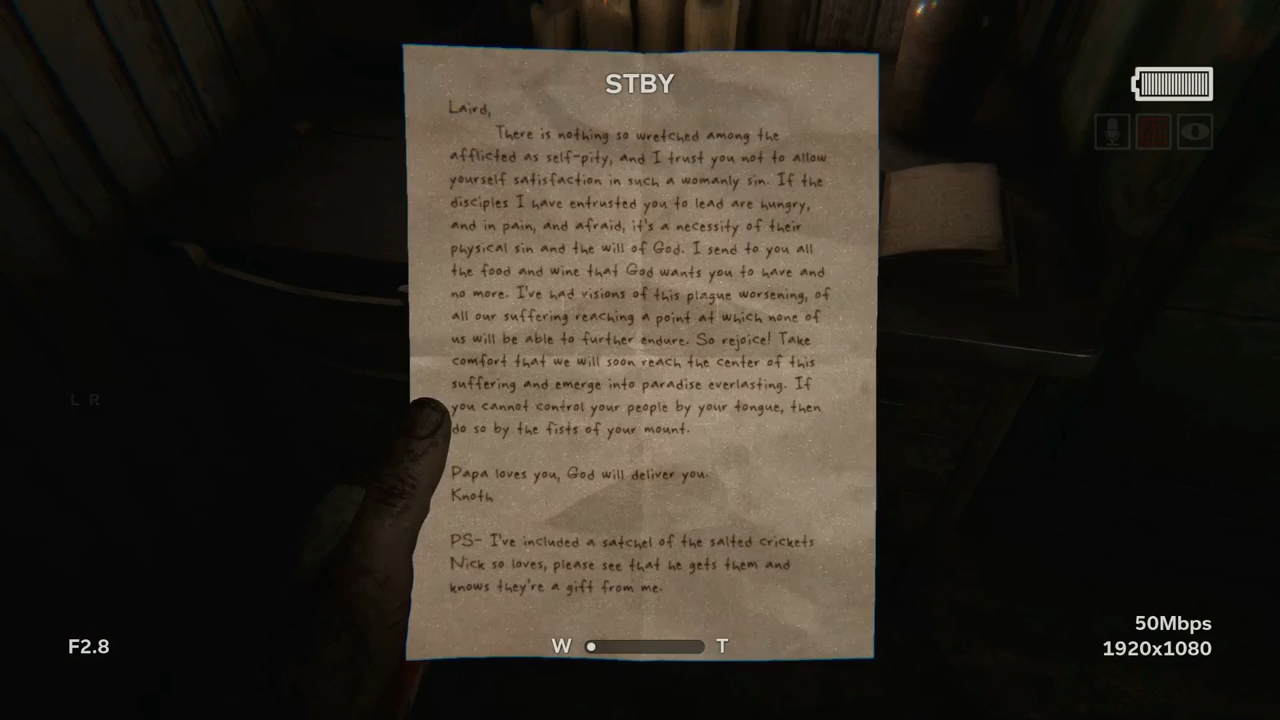 STBY
Laird,
There is nothing so wretched among the
afflicted as self-pity, and I trust you not to allow
yourself satisfaction in such a womanly sin. If the
disciples I have entrusted you to lead are hungry,
and in pain, and afraid, it's a necessity of their
physical sin and the will of God. I send to you all
the food and wine that God wants you to have and
no more. I've had visions of this plague worsening, of
all our suffering reaching a point at which none of
us will be able to further endure. So rejoice! Take
comfort that we will soon reach the center of this
suffering and emerge into paradise everlasting. If
you cannot control your people by your tongue, then
do so by the fists of your mount.
Papa loves you, God will deliver you.
Knoth
PS- I've included a satchel of the salted crickets
Nick so loves, please see that he gets them and
knows they're a gift from me.
L R
F2.8
W T
50Mbps
1920x1080